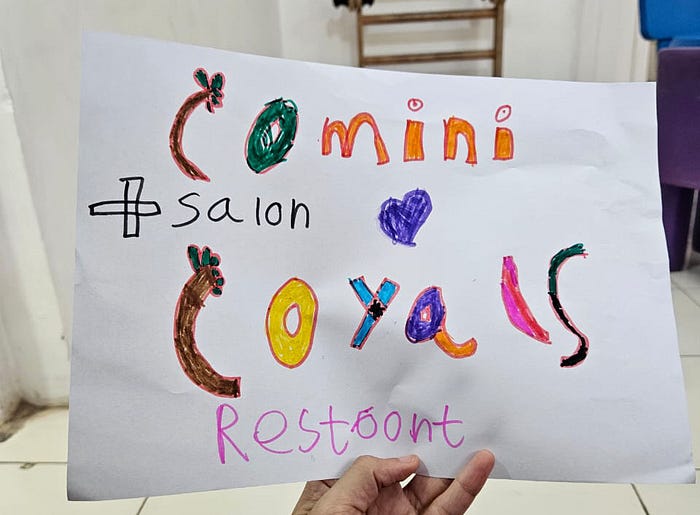 Comini
+ salon
Coyals
Restoont